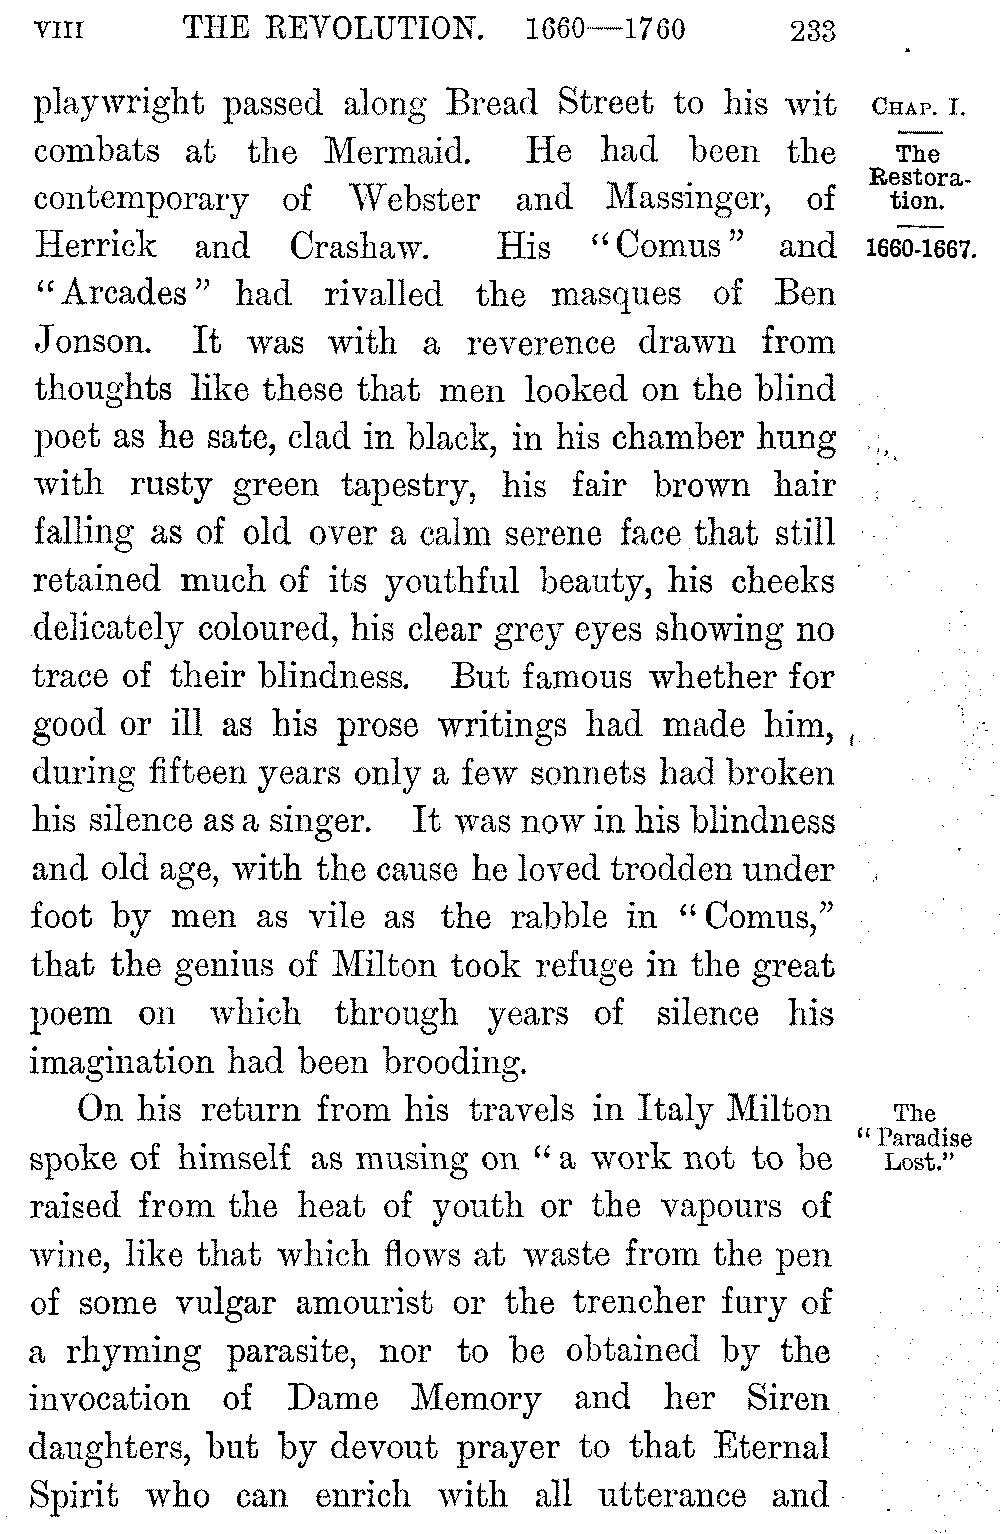 VIII THE REVOLUTION. 1660—1760 233
playwright passed along Bread Street to his wit
combats at the Mermaid. He had been the
contemporary of Webster and Massinger, of
Herrick and Crashaw. His “Comus” and
“Arcades” had rivalled the masques of Ben
Jonson. It was with a reverence drawn from
thoughts like these that men looked on the blind
poet as he sate, clad in black, in his chamber hung
with rusty green tapestry, his fair brown hair
falling as of old over a calm serene face that still
retained much of its youthful beauty, his cheeks
delicately coloured, his clear grey eyes showing no
trace of their blindness. But famous whether for
good or ill as his prose writings had made him,
during fifteen years only a few sonnets had broken
his silence as a singer. It was now in his blindness
and old age, with the cause he loved trodden under
foot by men as vile as the rabble in “Comus,”
that the genius of Milton took refuge in the great
poem on which through years of silence his
imagination had been brooding.
On his return from his travels in Italy Milton
spoke of himself as musing on “a work not to be
raised from the heat of youth or the vapours of
wine, like that which flows at waste from the pen
of some vulgar amourist or the trencher fury of
a rhyming parasite, nor to be obtained by the
invocation of Dame Memory and her Siren
daughters, but by devout prayer to that Eternal
Spirit who can enrich with all utterance and
CHAP. I.
The
Restora-
tion.
1660-1667.
The
“Paradise
Lost.”